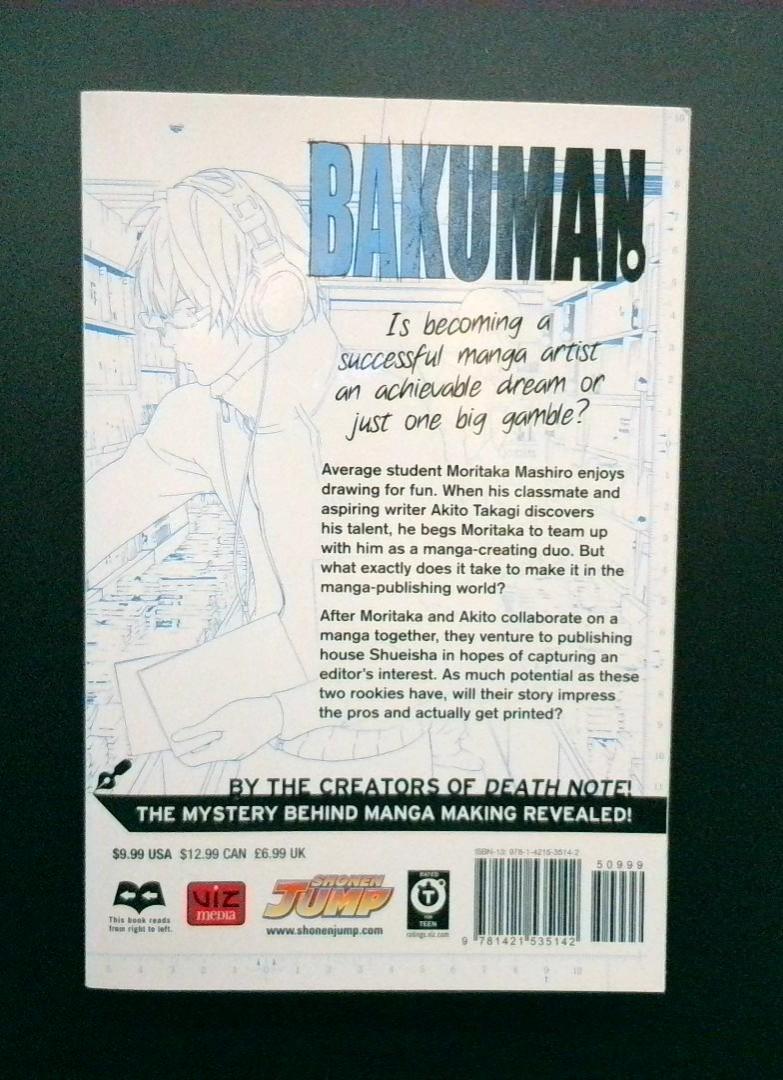 BAKUMAN.
Is becoming a
successful manga artist
an achievable dream or
just one big gamble?
Average student Moritaka Mashiro enjoys
drawing for fun. When his classmate and
aspiring writer Akito Takagi discovers
his talent, he begs Moritaka to team up
with him as a manga-creating duo. But
what exactly does it take to make it in the
manga-publishing world?
After Moritaka and Akito collaborate on a
manga together, they venture to publishing
house Shueisha in hopes of capturing an
editor's interest. As much potential as these
two rookies have, will their story impress
the pros and actually get printed?
BY THE CREATORS OF DEATH NOTE!
THE MYSTERY BEHIND MANGA MAKING REVEALED!
$9.99 USA $12.99 CAN £6.99 UK
This book reads
from right to left.
VIZ
media
SHONEN
JUMP
www.shonenjump.com
RATED
T
FOR
TEEN
ratings.viz.com
ISBN-13: 978-1-4215-3514-2
50999
9 781421 535142